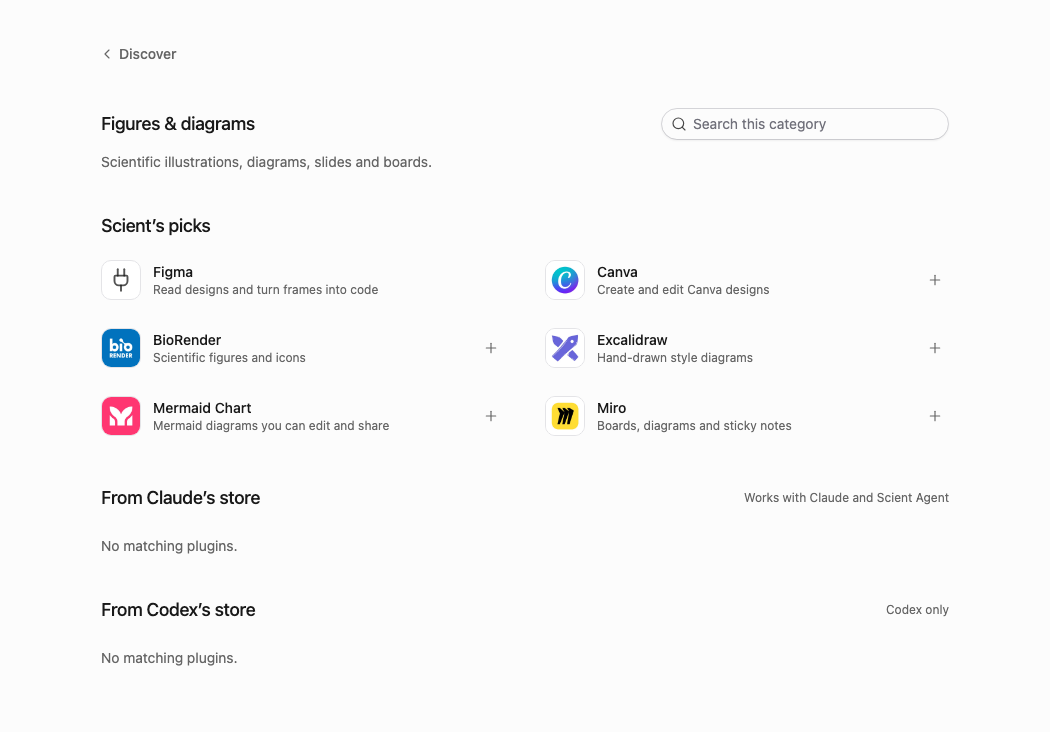 Discover
Figures & diagrams
Search this category
Scientific illustrations, diagrams, slides and boards.
Scient's picks
Figma
Read designs and turn frames into code
Canva
Create and edit Canva designs
bio
RENDER
BioRender
Scientific figures and icons
Excalidraw
Hand-drawn style diagrams
Mermaid Chart
Mermaid diagrams you can edit and share
Miro
Boards, diagrams and sticky notes
From Claude's store
Works with Claude and Scient Agent
No matching plugins.
From Codex's store
Codex only
No matching plugins.